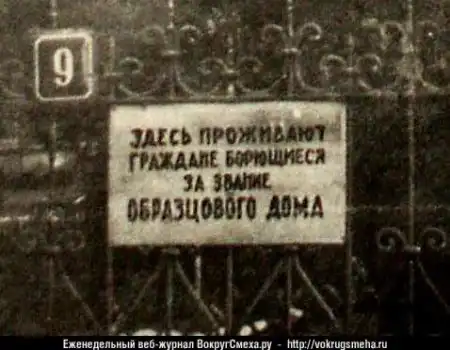 9
ЗДЕСЬ ПРОЖИВАЮТ
ГРАЖДАНЕ БОРЮЩИЕСЯ
ЗА ЗВАНИЕ
ОБРАЗЦОВОГО ДОМА
Еженедельный веб-журнал ВокругСмеха.ру - http://vokrugsmeha.ru